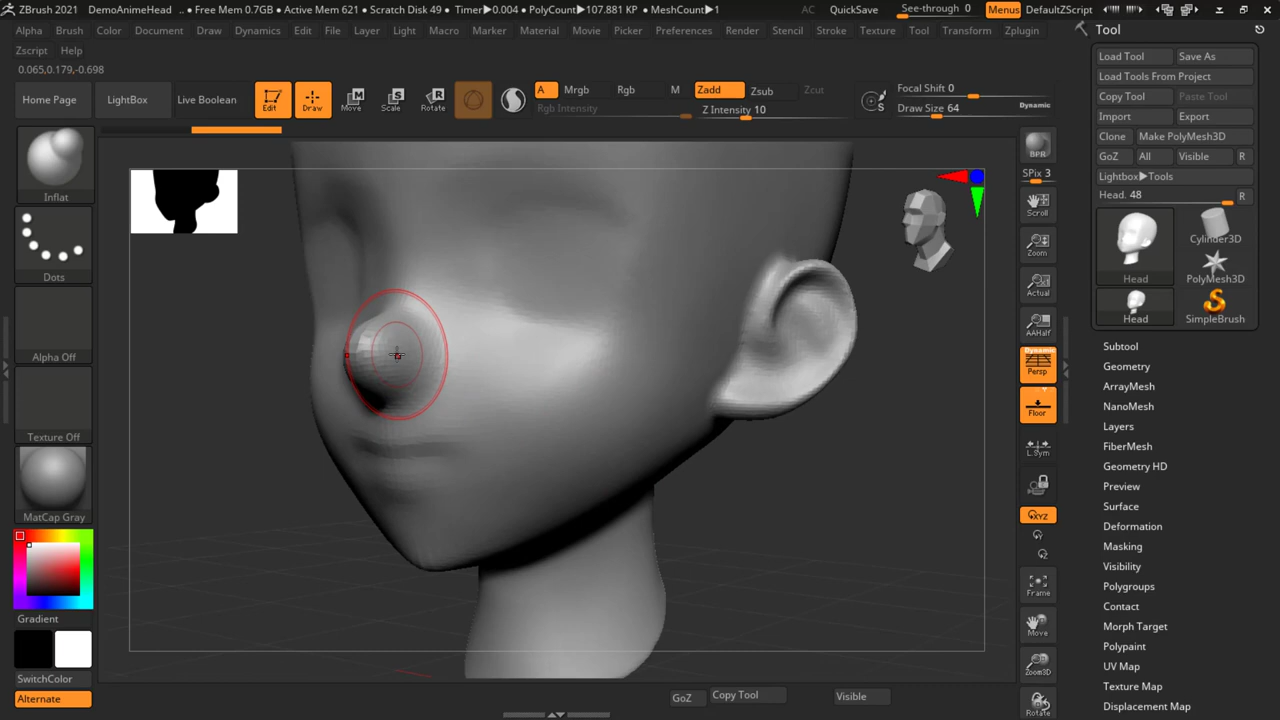 ZBrush 2021 DemoAnimeHead • Free Mem 0.7GB • Active Mem 621 • Scratch Disk 49 • Timer▶0.004 • PolyCount▶107.881 KP • MeshCount▶1 AC QuickSave See-through 0 Menus DefaultZScript
Alpha Brush Color Document Draw Dynamics Edit File Layer Light Macro Marker Material Movie Picker Preferences Render Stencil Stroke Texture Tool Transform Zplugin
Zscript Help
0.065,0.179,-0.698
Home Page LightBox Live Boolean Edit Draw Move Scale Rotate
A Mrgb Rgb M Zadd Zsub Zcut
Rgb Intensity Z Intensity 10
S Focal Shift 0
Draw Size 64 Dynamic
Inflat
Dots
Alpha Off
Texture Off
MatCap Gray
Gradient
SwitchColor
Alternate
BPR
SPix 3
Scroll
Zoom
Actual
AAHalf
Dynamic
Persp
Y
Floor
L.Sym
XYZ
Y
Z
Frame
Move
Zoom3D
Rotate
GoZ Copy Tool Visible
Tool
Load Tool Save As
Load Tools From Project
Copy Tool Paste Tool
Import Export
Clone Make PolyMesh3D
GoZ All Visible R
Lightbox▶Tools
Head. 48 R
Head Cylinder3D
PolyMesh3D
Head SimpleBrush
Subtool
Geometry
ArrayMesh
NanoMesh
Layers
FiberMesh
Geometry HD
Preview
Surface
Deformation
Masking
Visibility
Polygroups
Contact
Morph Target
Polypaint
UV Map
Texture Map
Displacement Map